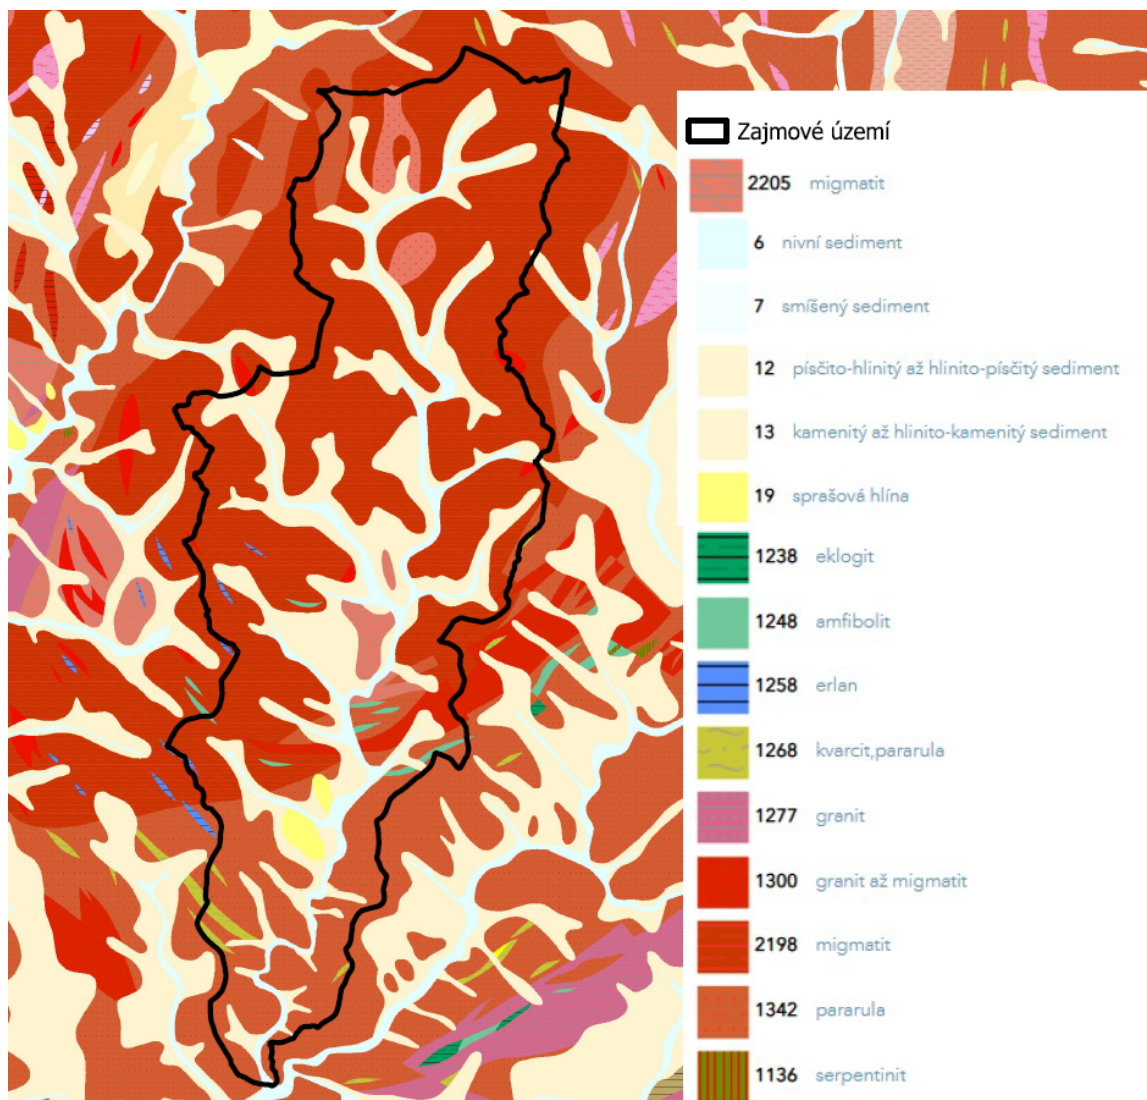 Zajmové území
2205 migmatit
6 nivní sediment
7 smíšený sediment
12 písčito-hlinitý až hlinito-písčitý sediment
13 kamenitý až hlinito-kamenitý sediment
19 sprašová hlína
1238 eklogit
1248 amfibolit
1258 erlan
1268 kvarcit,pararula
1277 granit
1300 granit až migmatit
2198 migmatit
1342 pararula
1136 serpentinit